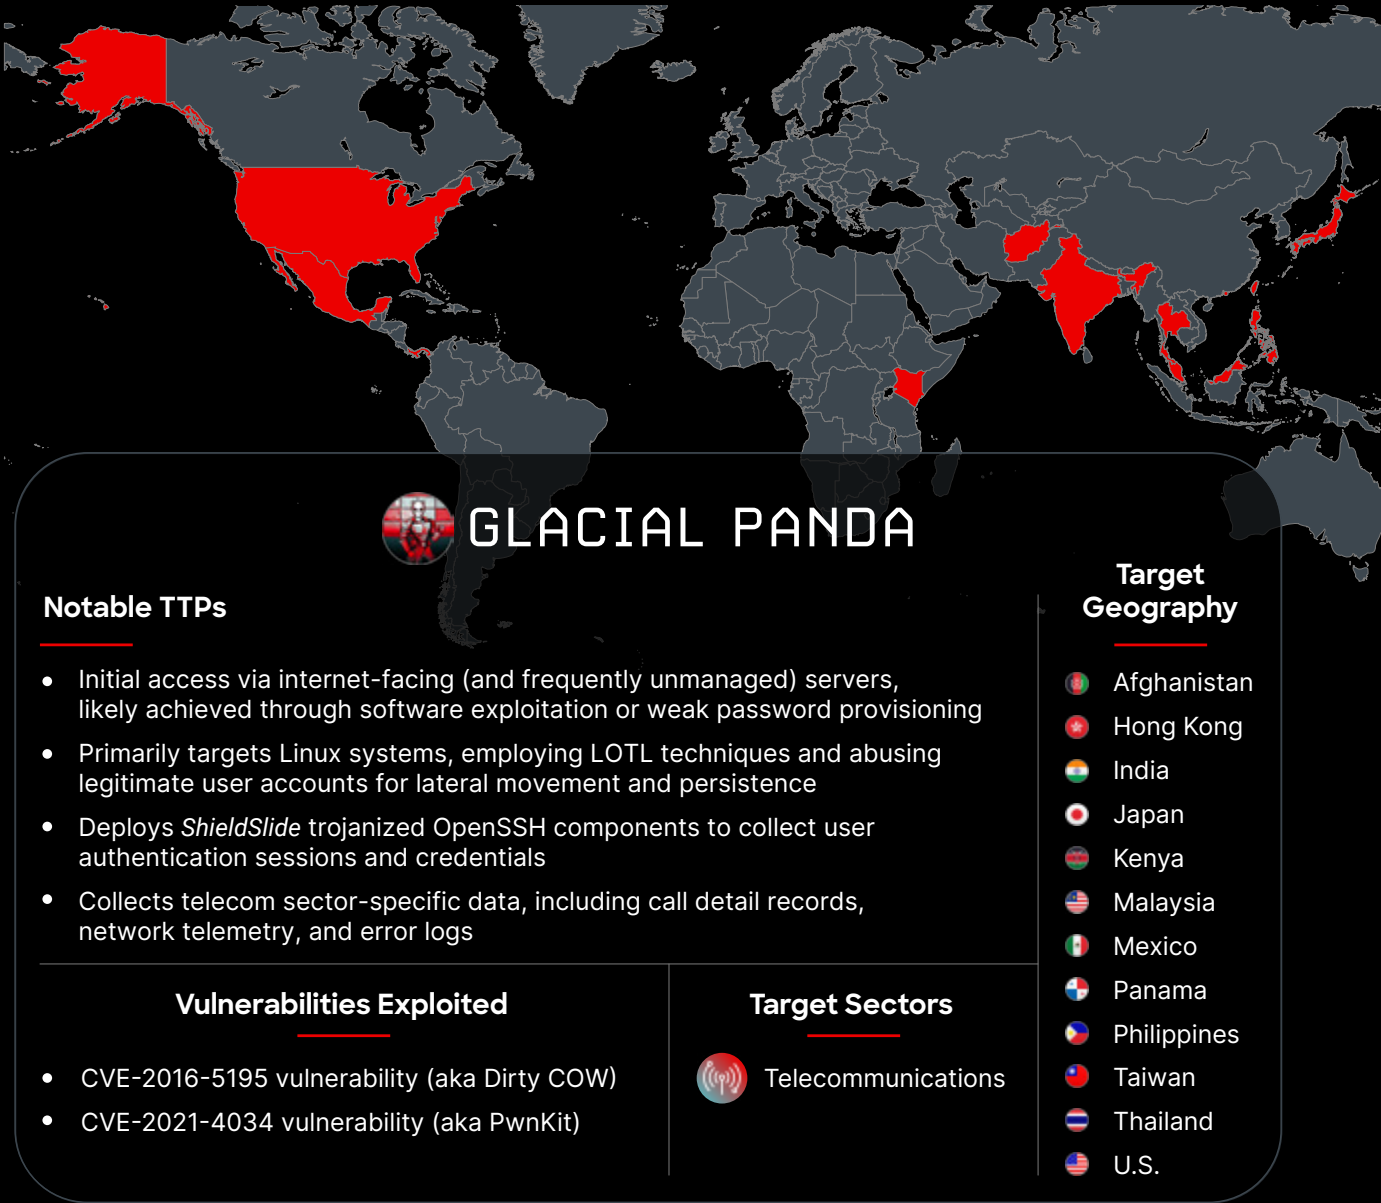 GLACIAL PANDA
Notable TTPs
Initial access via internet-facing (and frequently unmanaged) servers,
likely achieved through software exploitation or weak password provisioning
Primarily targets Linux systems, employing LOTL techniques and abusing
legitimate user accounts for lateral movement and persistence
Deploys ShieldSlide trojanized OpenSSH components to collect user
authentication sessions and credentials
Collects telecom sector-specific data, including call detail records,
network telemetry, and error logs
Vulnerabilities Exploited
CVE-2016-5195 vulnerability (aka Dirty COW)
CVE-2021-4034 vulnerability (aka PwnKit)
Target Sectors
Telecommunications
Target
Geography
Afghanistan
Hong Kong
India
Japan
Kenya
Malaysia
Mexico
Panama
Philippines
Taiwan
Thailand
U.S.